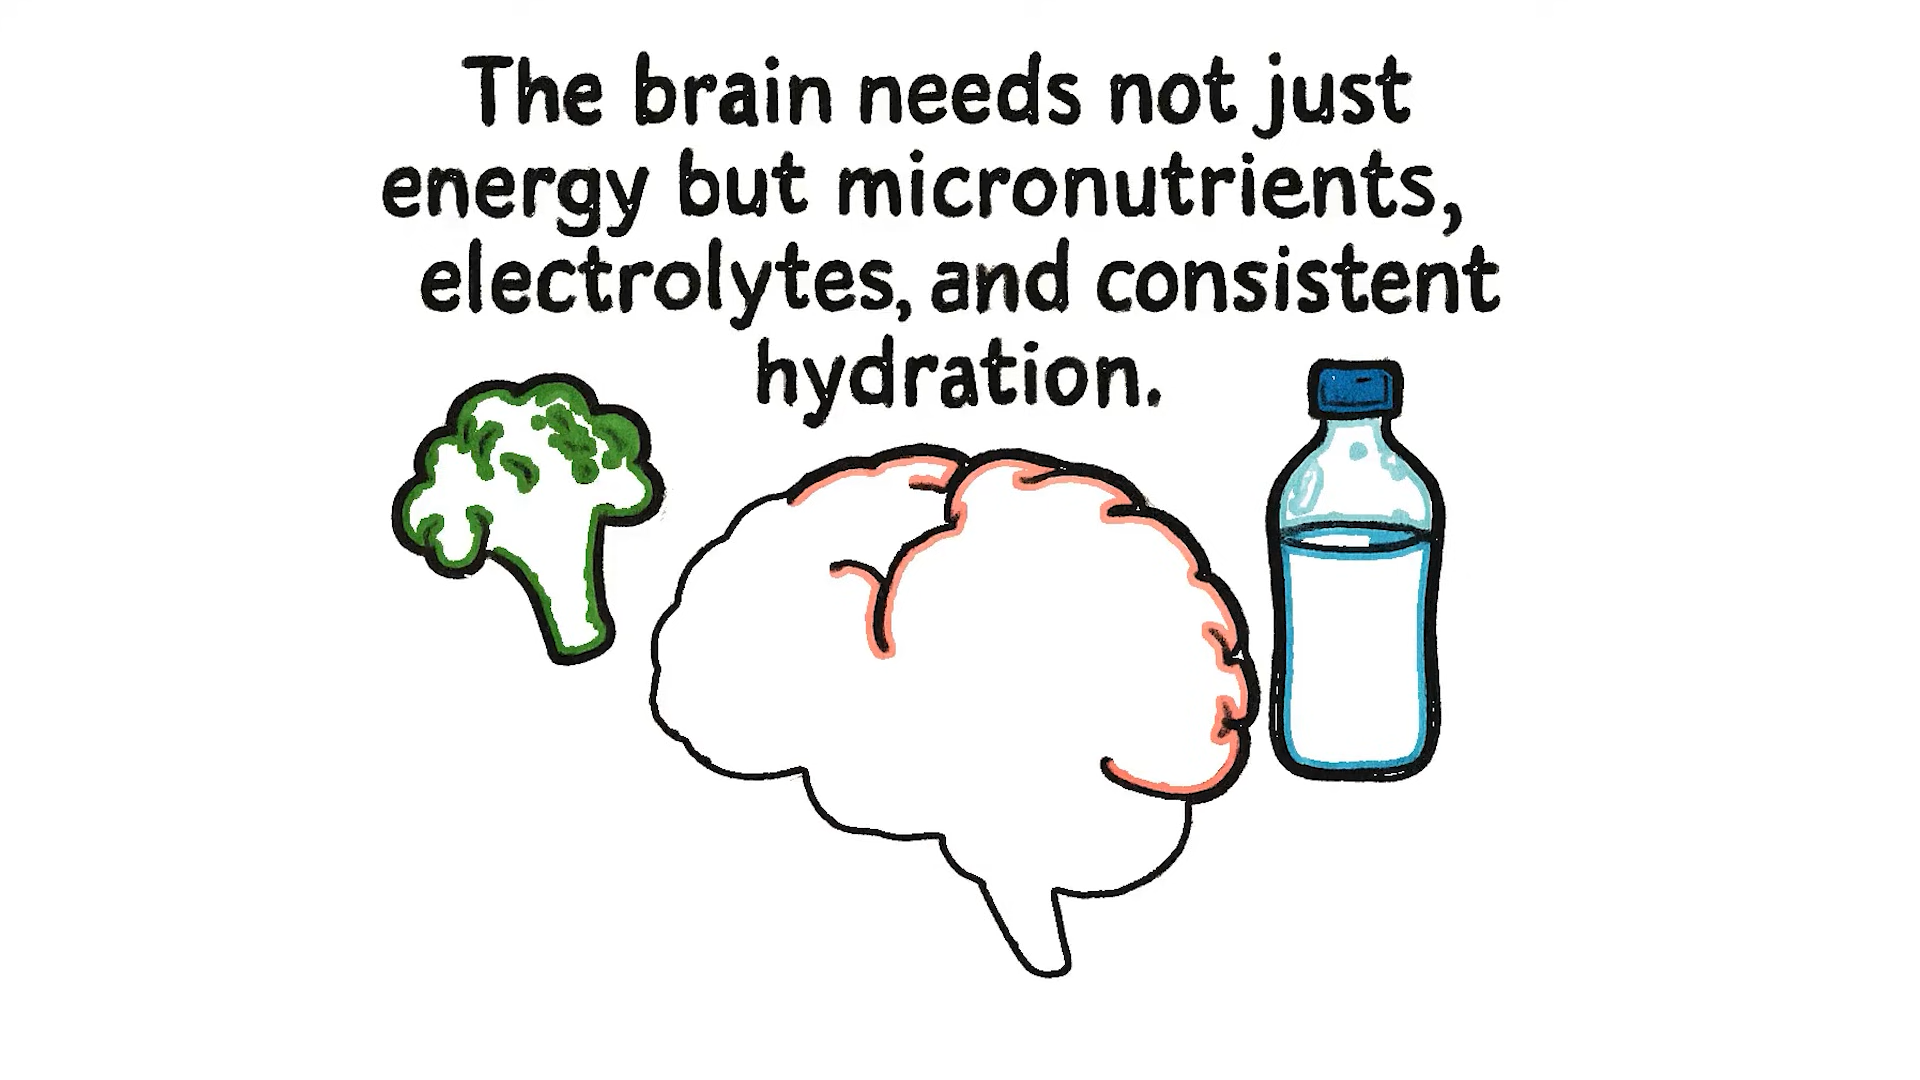 The brain needs not just
energy but micronutrients,
electrolytes, and consistent
hydration.